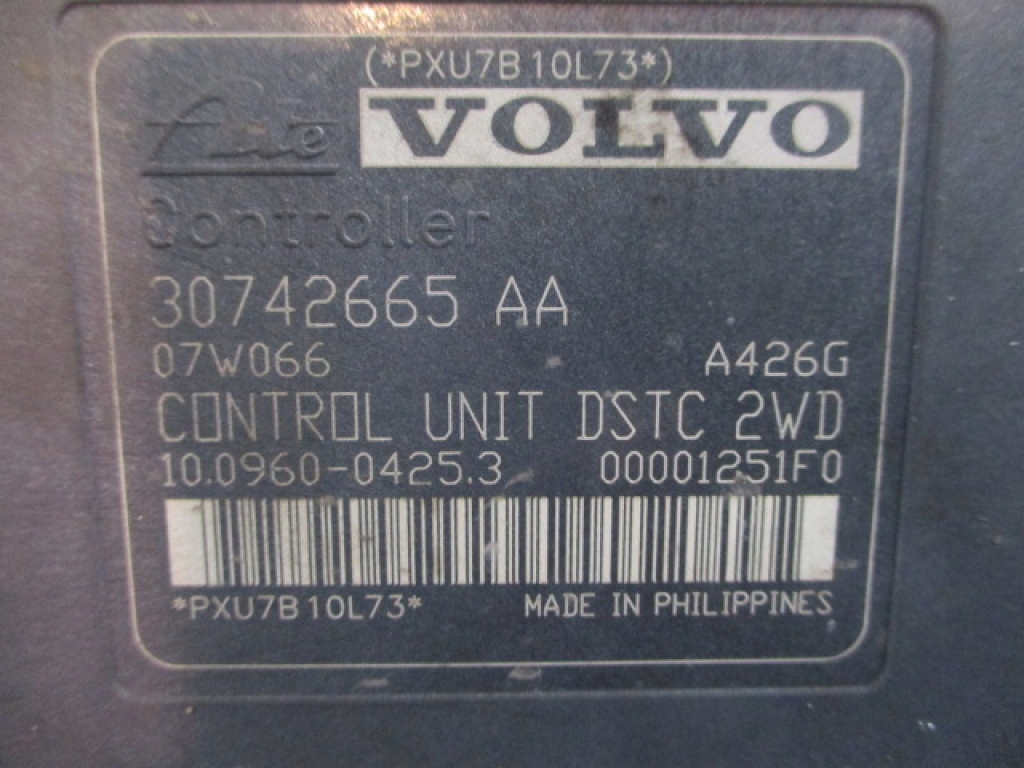 (*PXU7B10L73*)
Ate VOLVO
Controller
30742665 AA
07W066 A426G
CONTROL UNIT DSTC 2WD
10.0960-0425.3 00001251F0
*PXU7B10L73* MADE IN PHILIPPINES